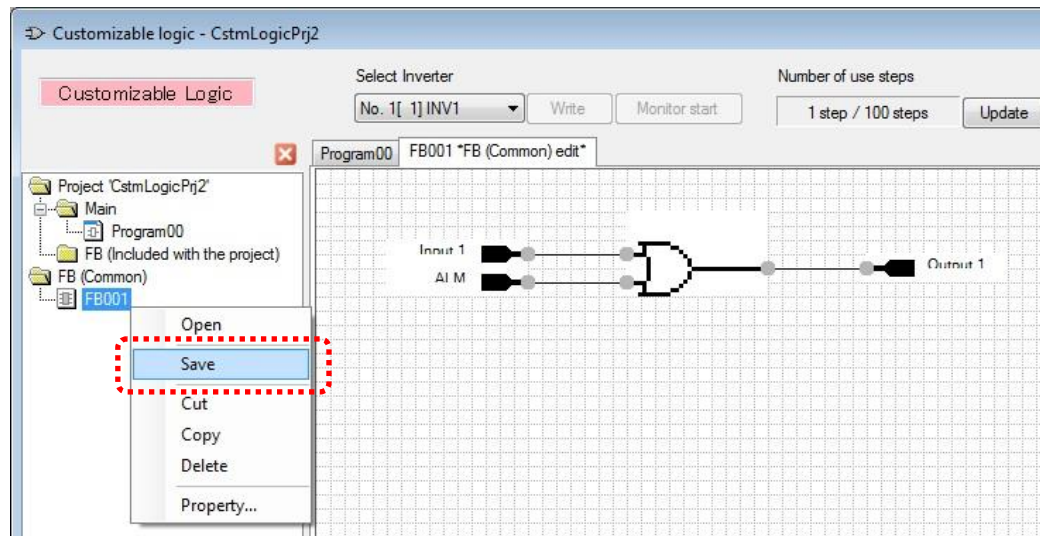 Customizable logic - CstmLogicPrj2
Select Inverter
Number of use steps
Customizable Logic
No. 1[ 1] INV1
Write
Monitor start
1 step / 100 steps
Update
Program00
FB001 *FB (Common) edit*
Project 'CstmLogicPrj2'
Main
Program00
FB (Included with the project)
FB (Common)
FB001
Input 1
ALM
Output 1
Open
Save
Cut
Copy
Delete
Property...